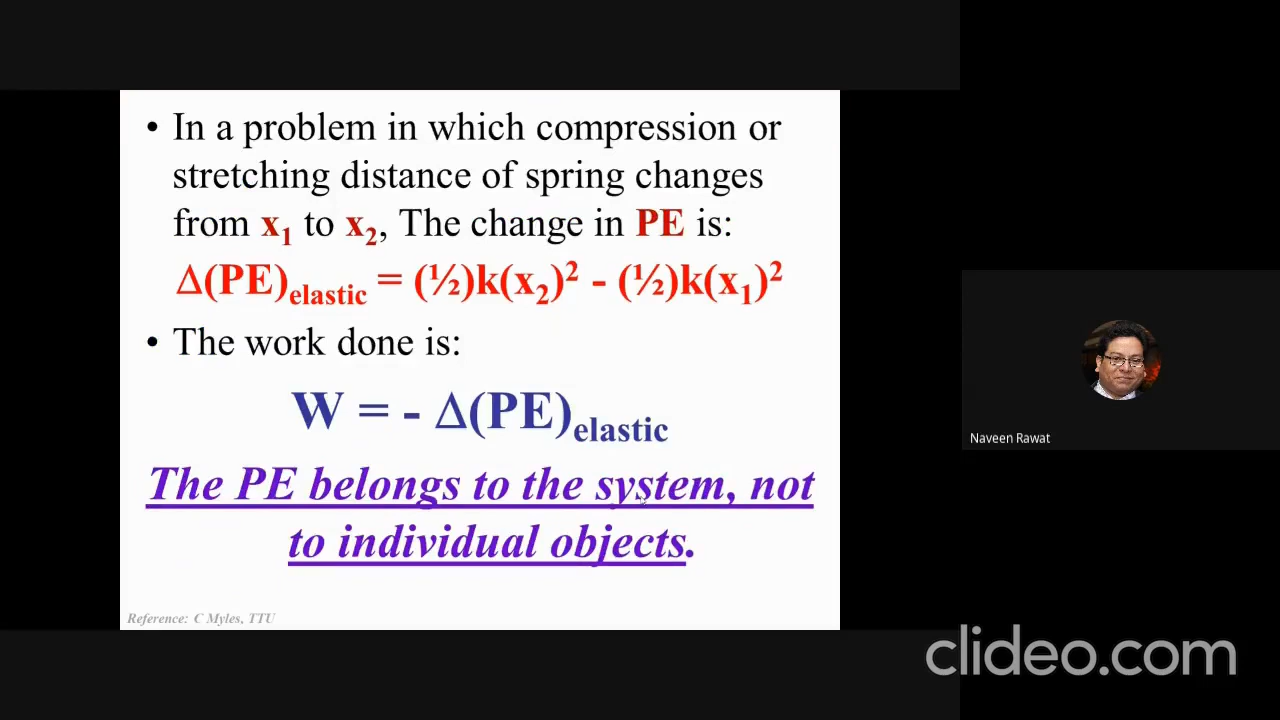 • In a problem in which compression or
stretching distance of spring changes
from x₁ to x₂, The change in PE is:
∆(PE)elastic = (½)k(x₂)² - (½)k(x₁)²
• The work done is:
W = - ∆(PE)elastic
The PE belongs to the system, not
to individual objects.
Reference: C Myles, TTU
Naveen Rawat
clideo.com